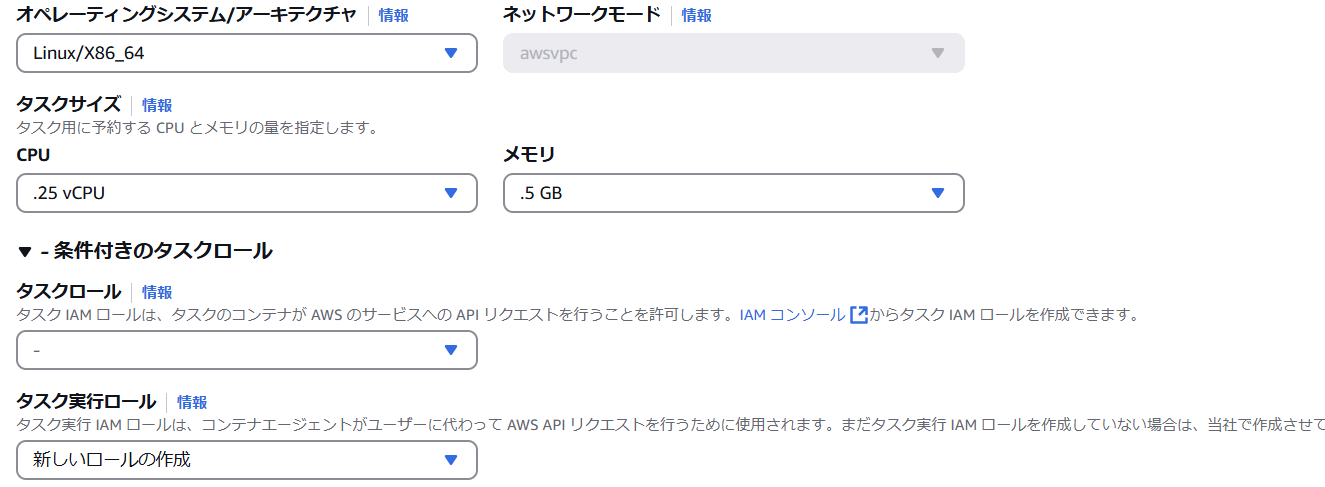 オペレーティングシステム/アーキテクチャ 情報 ネットワークモード 情報
Linux/X86_64 awsvpc
タスクサイズ 情報
タスク用に予約する CPU とメモリの量を指定します。
CPU メモリ
.25 vCPU .5 GB
- 条件付きのタスクロール
タスクロール 情報
タスク IAM ロールは、タスクのコンテナが AWS のサービスへの API リクエストを行うことを許可します。IAM コンソール からタスク IAM ロールを作成できます。
-
タスク実行ロール 情報
タスク実行 IAM ロールは、コンテナエージェントがユーザーに代わって AWS API リクエストを行うために使用されます。まだタスク実行 IAM ロールを作成していない場合は、当社で作成させて
新しいロールの作成